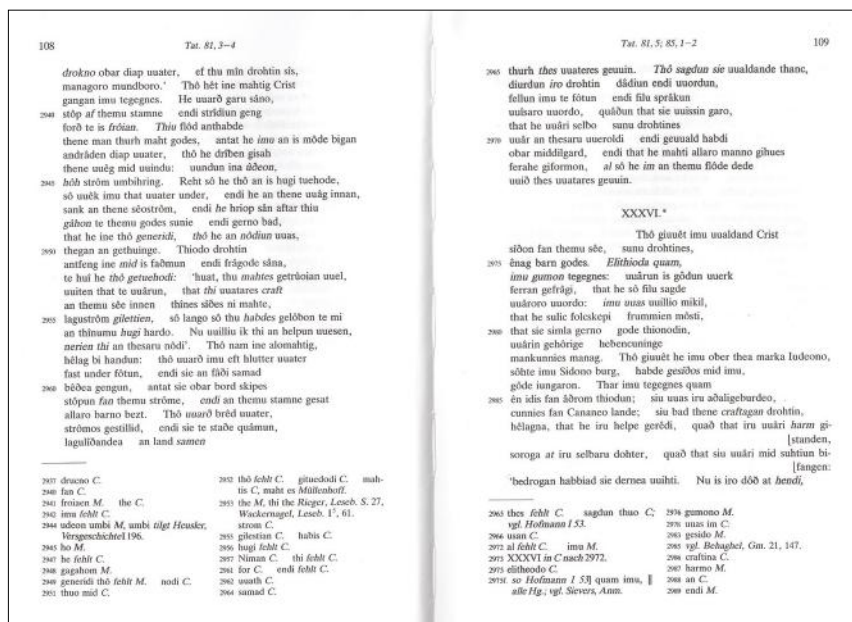 108
Tat. 81, 3–4
drokno obar diap uuater, ef thu mîn drohtin sîs,
managoro mundboro.' Thô hêt ine mahtig Crist
gangan imu tegegnes. He uuarð garu sâno,
2940 stôp af themu stamne endi strîdiun geng
forð te is frôian. Thiu flôd anthabde
thene man thurh maht godes, antat he imu an is môde bigan
andrâden diap uuater, thô he drîben gisah
thene uuêg mid uuindu: uundun ina ûðeon,
2945 hôh strôm umbihring. Reht sô he thô an is hugi tuehode,
sô uuêk imu that uuater under, endi he an thene uuâg innan,
sank an thene sêostrôm, endi he hriop sân aftar thiu
gâhon te themu godes sunie endi gerno bad,
that he ine thô generidi, thô he an nôdiun uuas,
2950 thegan an gethuinge. Thiodo drohtin
antfeng ine mid is faðmun endi frâgode sâna,
te huî he thô getuehodi: 'huat, thu mahtes getrûoian uuel,
uuiten that te uuârun, that thi uuatares craft
an themu sêe innen thînes sîðes ni mahte,
2955 lagustrôm gilettien, sô lango sô thu habdes gelôbon te mi
an thînumu hugi hardo. Nu uuilliu ik thi an helpun uuesen,
nerien thi an thesaru nôdi'. Thô nam ine alomahtig,
hêlag bi handun: thô uuarð imu eft hlutter uuater
fast under fôtun, endi sie an fâði samad
2960 bêðea gengun, antat sie obar bord skipes
stôpun fan themu strôme, endi an themu stamne gesat
allaro barno bezt. Thô uuarð brêd uuater,
strômos gestillid, endi sie te staðe quâmun,
lagulîðandea an land samen
2937 drucno C.
2940 fan C.
2941 froiaen M. the C.
2942 imu fehlt C.
2944 udeon umbi M, umbi tilgt Heusler,
Versgeschichte I 196.
2945 ho M.
2947 he fehlt C.
2948 gagahom M.
2949 generidi thô fehlt M. nodi C.
2951 thuo mid C.
2952 thô fehlt C. gituedodi C. mah-
tis C, maht es Müllenhoff.
2953 the M, thi the Rieger, Leseb. S. 27,
Wackernagel, Leseb. I⁵, 61.
strom C.
2955 gilestian C. habis C.
2956 hugi fehlt C.
2957 Niman C. thi fehlt C.
2961 for C. endi fehlt C.
2962 uuath C.
2964 samad C.
Tat. 81, 5; 85, 1–2
109
2965 thurh thes uuateres geuuin. Thô sagdun sie uualdande thanc,
diurdun iro drohtin dâdiun endi uuordun,
fellun imu te fôtun endi filu sprâkun
uuîsaro uuordo, quâðun that sie uuissin garo,
that he uuâri selbo sunu drohtines
2970 uuâr an thesaru uueroldi endi geuuald habdi
obar middilgard, endi that he mahti allaro manno gihues
ferahe giformon, al sô he im an themu flôde dede
uuið thes uuatares geuuin.
XXXVI.*
Thô giuuêt imu uualdand Crist
sîðon fan themu sêe, sunu drohtines,
2975 ênag barn godes. Elithioda quam,
imu gumon tegegnes: uuârun is gôdun uuerk
ferran gefrâgi, that he sô filu sagde
uuâroro uuordo: imu uuas uuillio mikil,
that he sulic folcskepi frummien môsti,
2980 that sie simla gerno gode thionodin,
uuârin gehôrige hebencuninge
mankunnies manag. Thô giuuêt he imu ober thea marka Iudeono,
sôhte imu Sidono burg, habde gesiðos mid imu,
gôde iungaron. Thar imu tegegnes quam
2985 ên idis fan âðrom thiodun; siu uuas iru aðaligeburdeo,
cunnies fan Cananeo lande; siu bad thene craftagan drohtin,
hêlagna, that he iru helpe gerêdi, quað that iru uuâri harm gi-
[standen,
soroga at iru selbaru dohter, quað that siu uuâri mid suhtiun bi-
[fangen:
'bedrogan habbiad sie dernea uuihti. Nu is iro dôð at hendi,
2965 thes fehlt C. sagdun thuo C;
vgl. Hofmann I 53.
2966 usan C.
2972 al fehlt C. imu M.
2973 XXXVI in C nach 2972.
2975 elitheodo C.
2975f. so Hofmann I 53] quam imu, ||
alle Hg.; vgl. Sievers, Anm.
2976 gumono M.
2978 uuas im C.
2983 gesido M.
2985 vgl. Behaghel, Gm. 21, 147.
2986 craftina C.
2987 harmo M.
2988 an C.
2989 endi M.